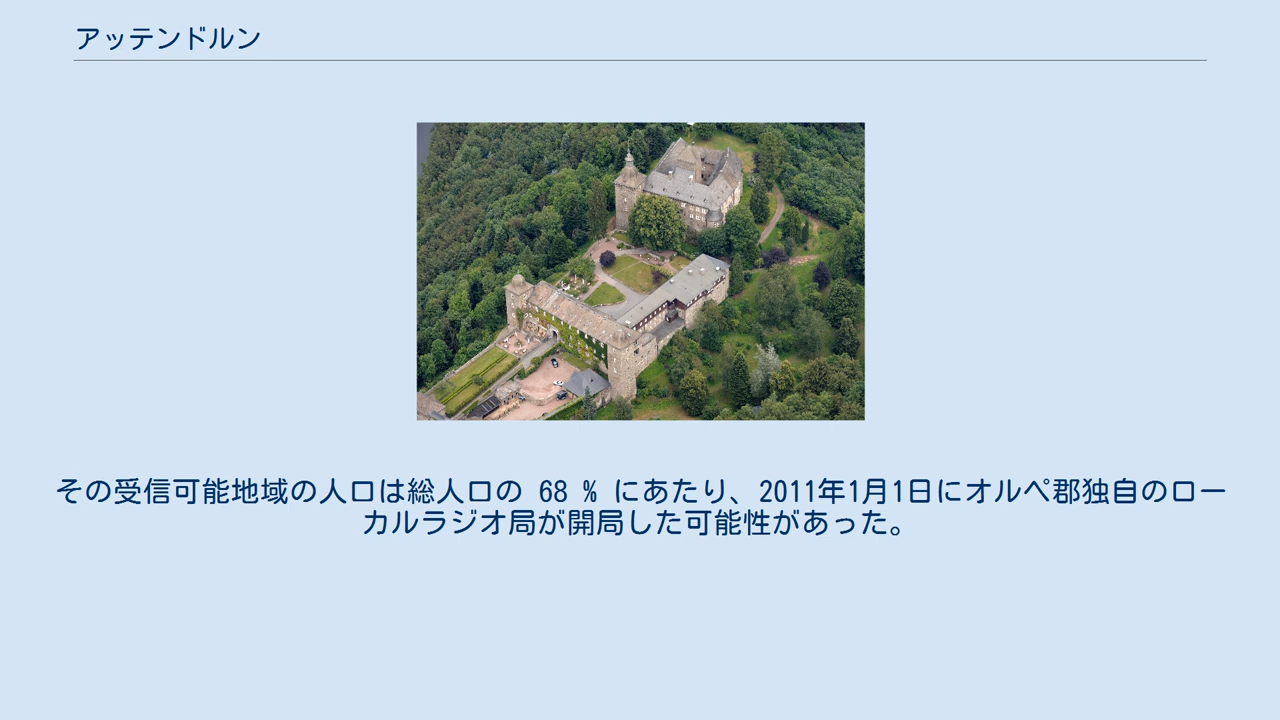 アッテンドルン
その受信可能地域の人口は総人口の 68 % にあたり、2011年1月1日にオルペ郡独自のロー
カルラジオ局が開局した可能性があった。